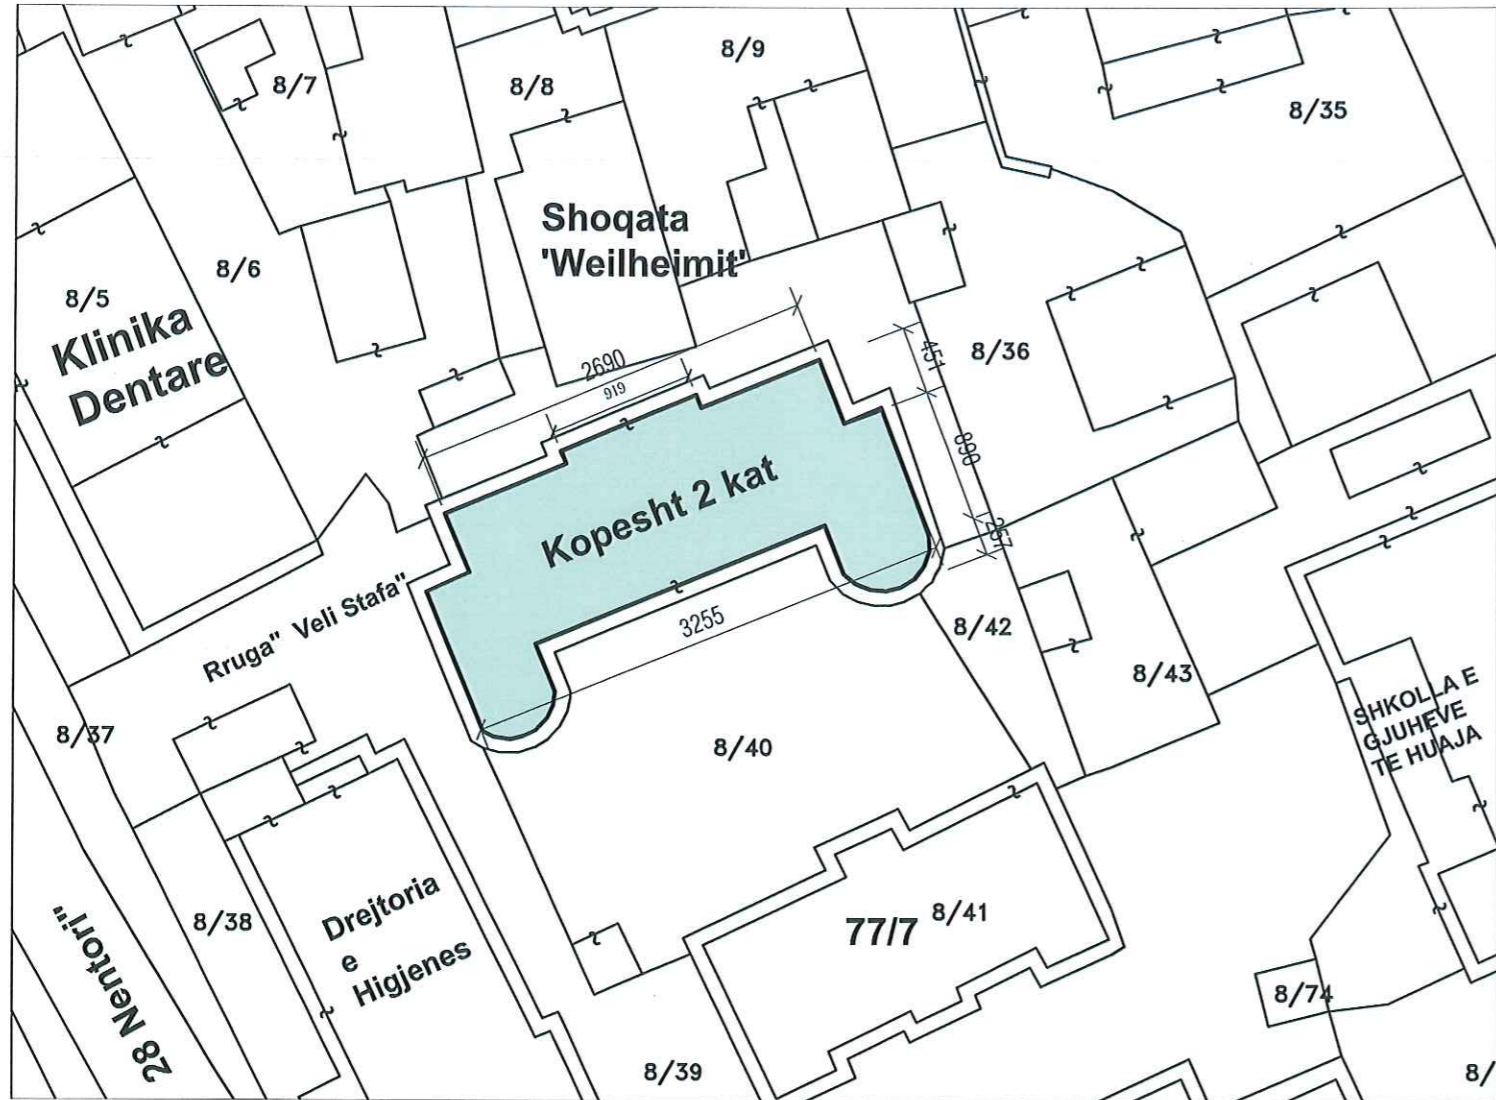 8/9
8/7
8/8
8/35
Shoqata
'Weilheimit'
8/6
8/5
Klinika
Dentare
2690
919
451
8/36
890
257
Kopesht 2 kat
Rruga" Veli Stafa"
3255
8/42
8/43
8/37
8/40
SHKOLLA E
GJUHEVE
TE HUAJA
8/38
Drejtoria
e
Higjenes
77/7
8/41
28 Nentori"
8/74
8/39
8/